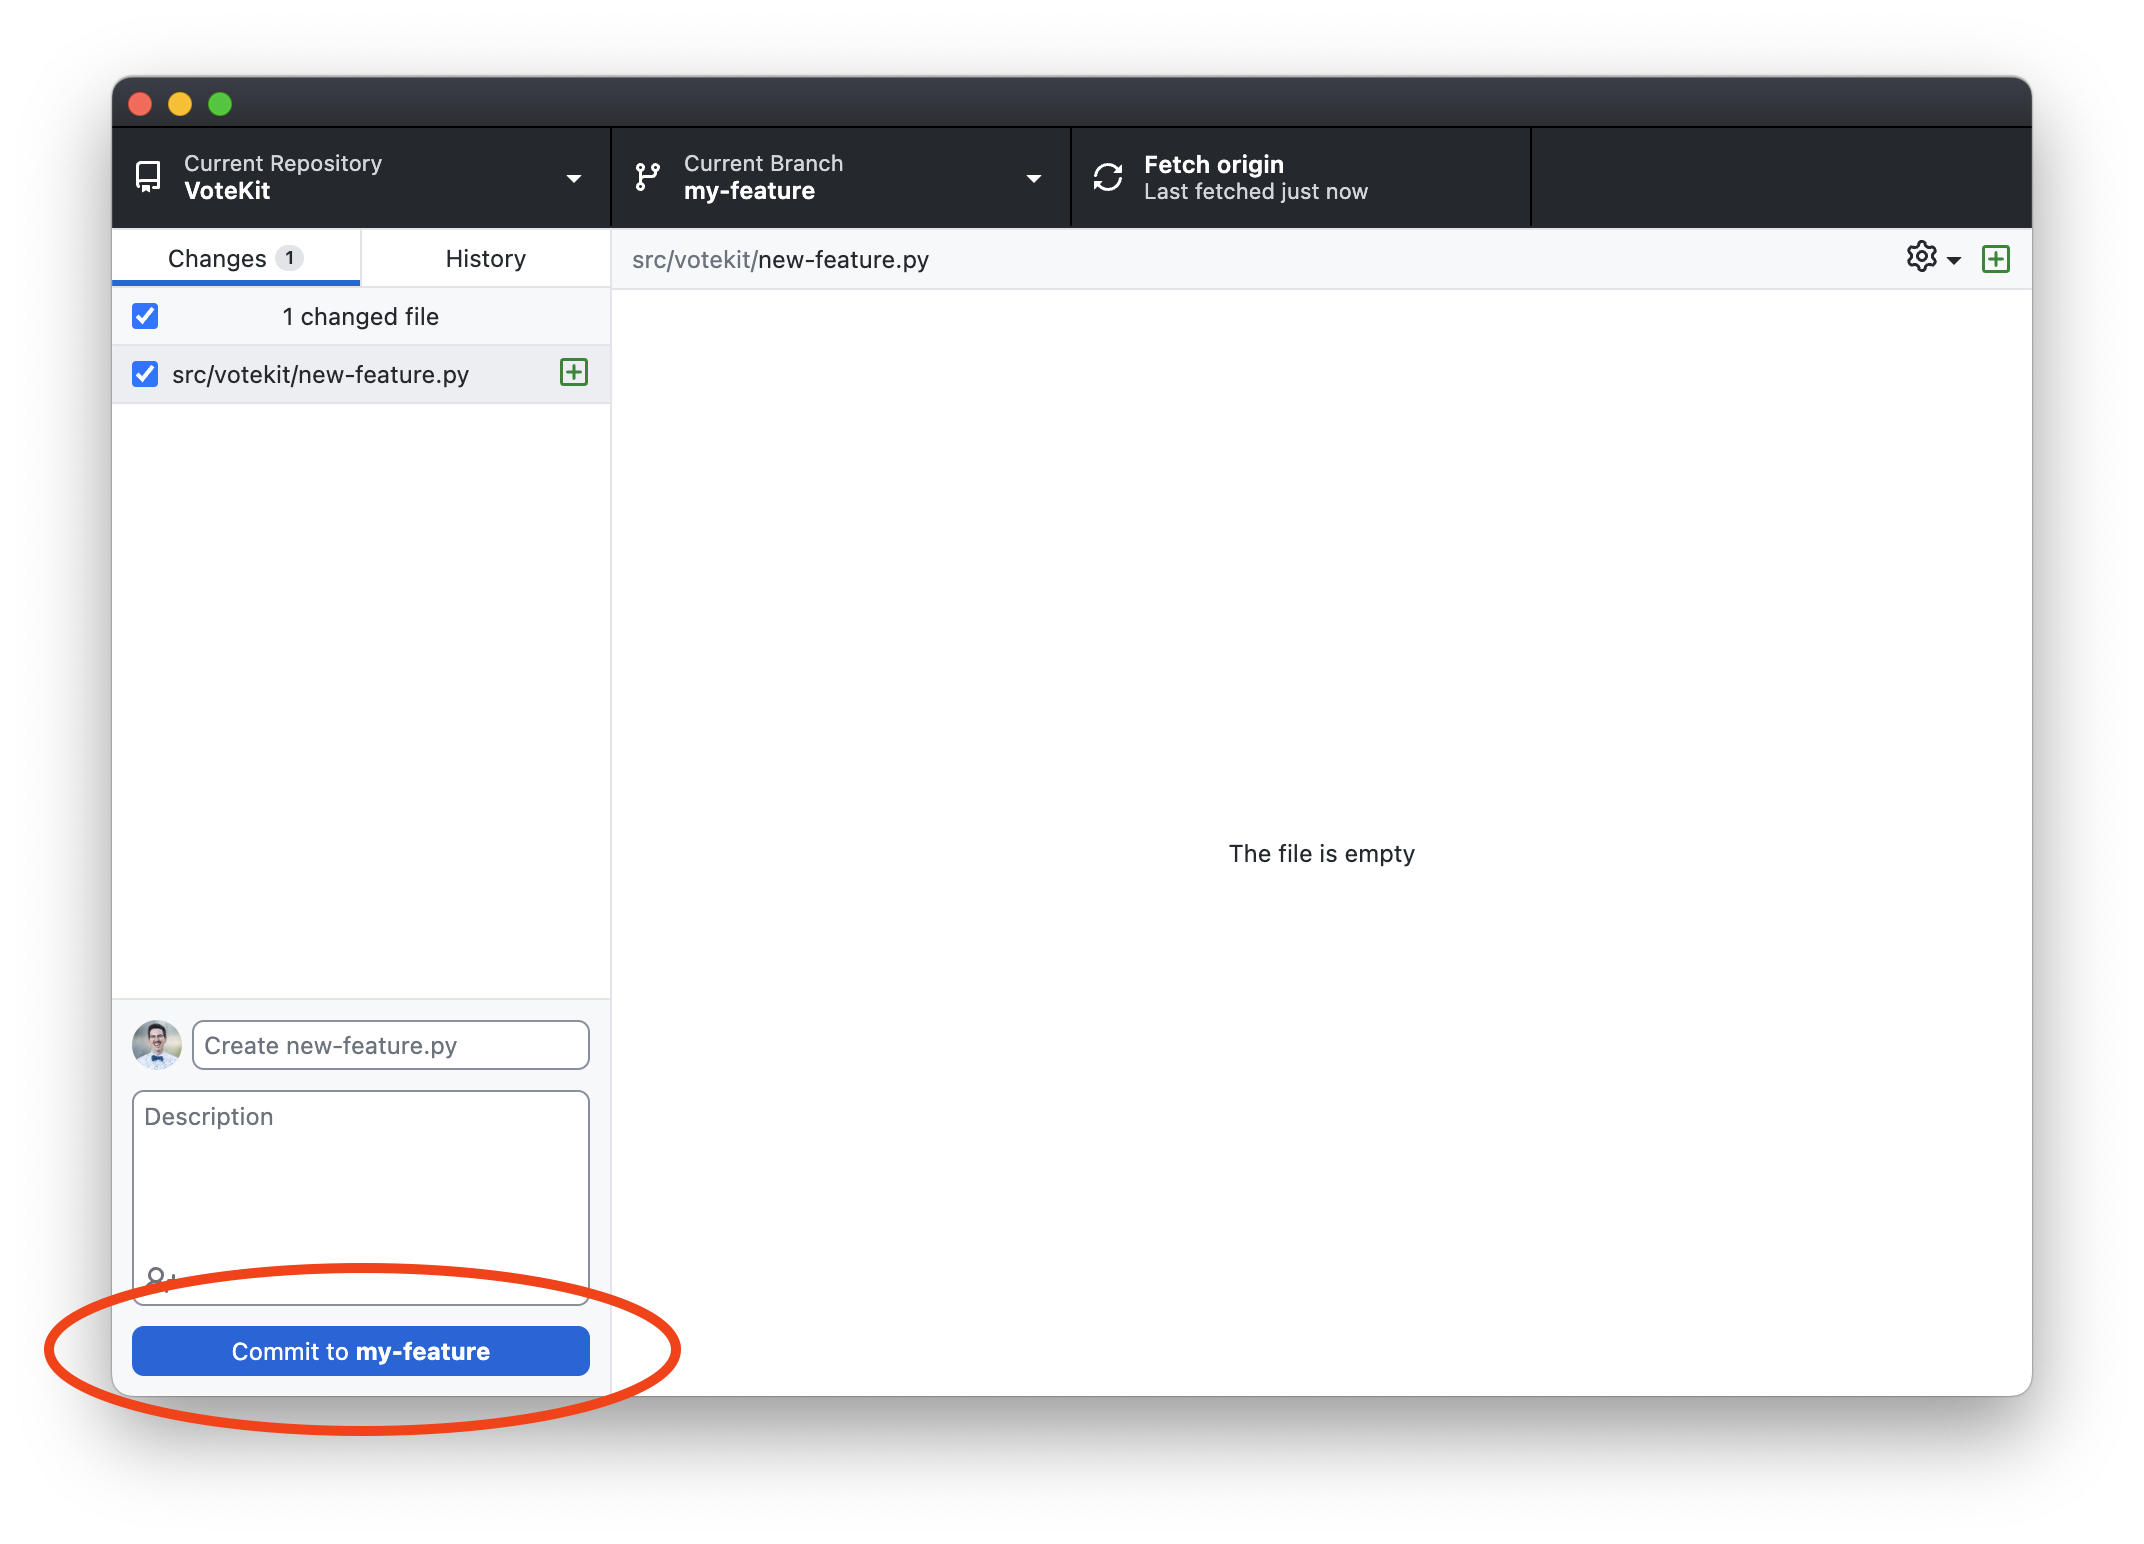 Current Repository
VoteKit
Current Branch
my-feature
Fetch origin
Last fetched just now
Changes 1
History
src/votekit/new-feature.py
1 changed file
src/votekit/new-feature.py
The file is empty
Create new-feature.py
Description
Commit to my-feature